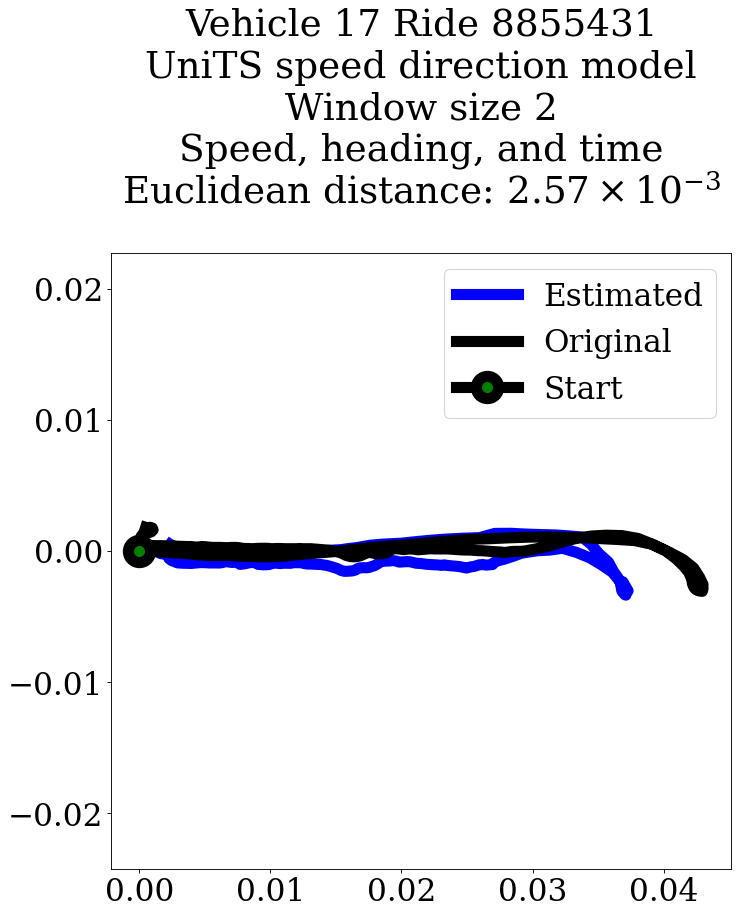 Vehicle 17 Ride 8855431
UniTS speed direction model
Window size 2
Speed, heading, and time
Euclidean distance: 2.57 × 10⁻³
Estimated
Original
Start
0.02
0.01
0.00
−0.01
−0.02
0.00 0.01 0.02 0.03 0.04